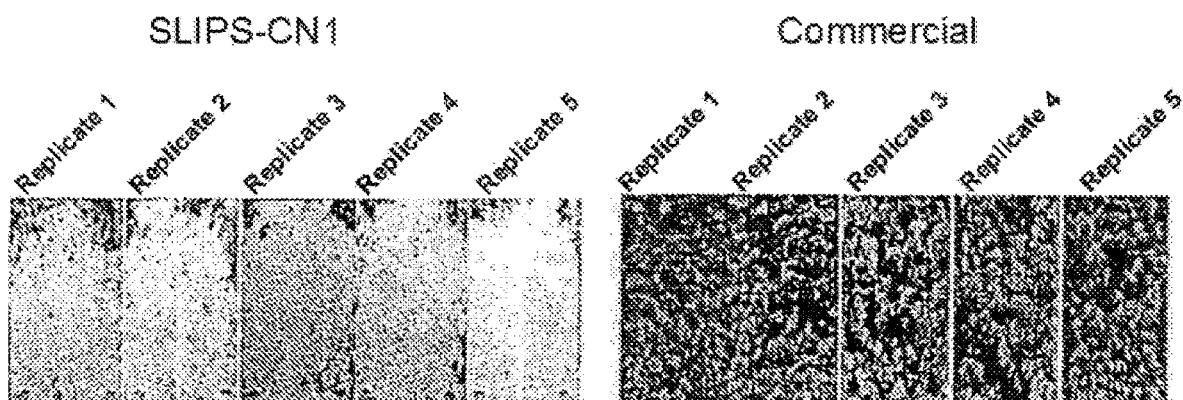 SLIPS-CN1
Commercial
Replicate 1
Replicate 2
Replicate 3
Replicate 4
Replicate 5
Replicate 1
Replicate 2
Replicate 3
Replicate 4
Replicate 5